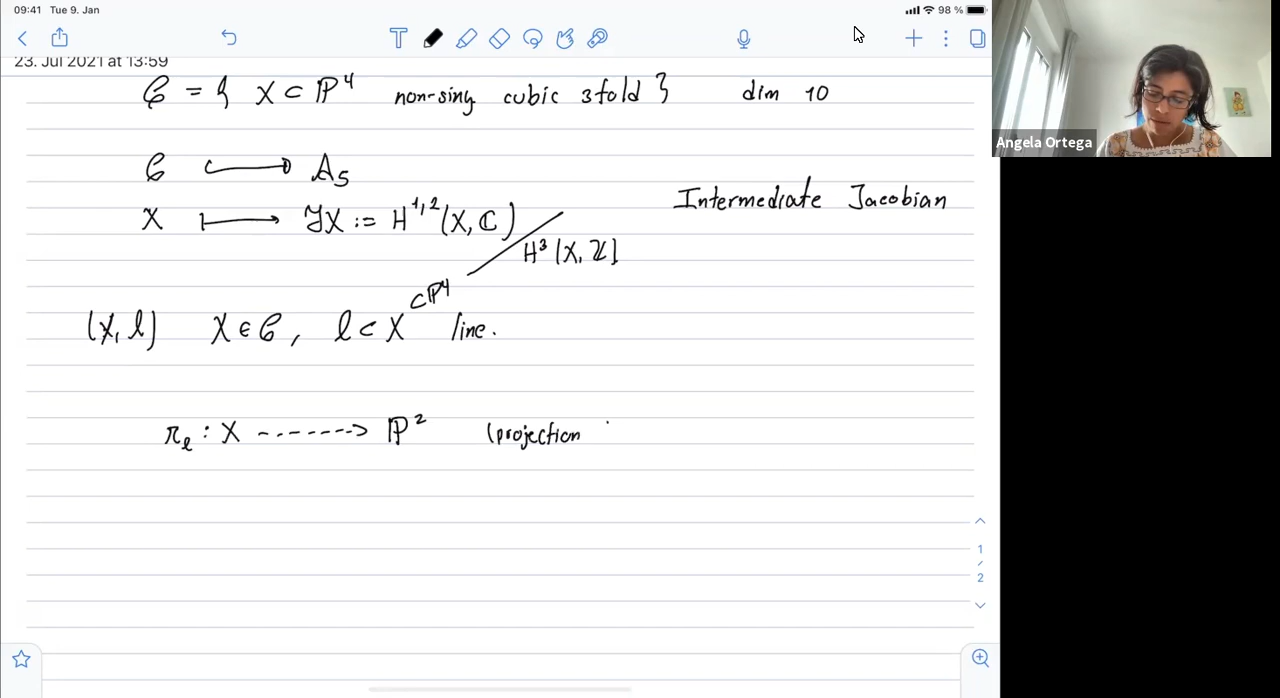 09:41 Tue 9. Jan 98 %
23. Jul 2021 at 13:59
𝒞 = { X ⊂ ℙ⁴ non-sing cubic 3fold } dim 10
𝒞 ↪ A₅
X ↦ JX := H¹,²(X, ℂ) / H³(X, ℤ) Intermediate Jacobian
(X, l) X ∈ 𝒞, l ⊂ X ⊂ ℙ⁴ line.
π_l : X ⇢ ℙ² (projection
Angela Ortega
1
/
2